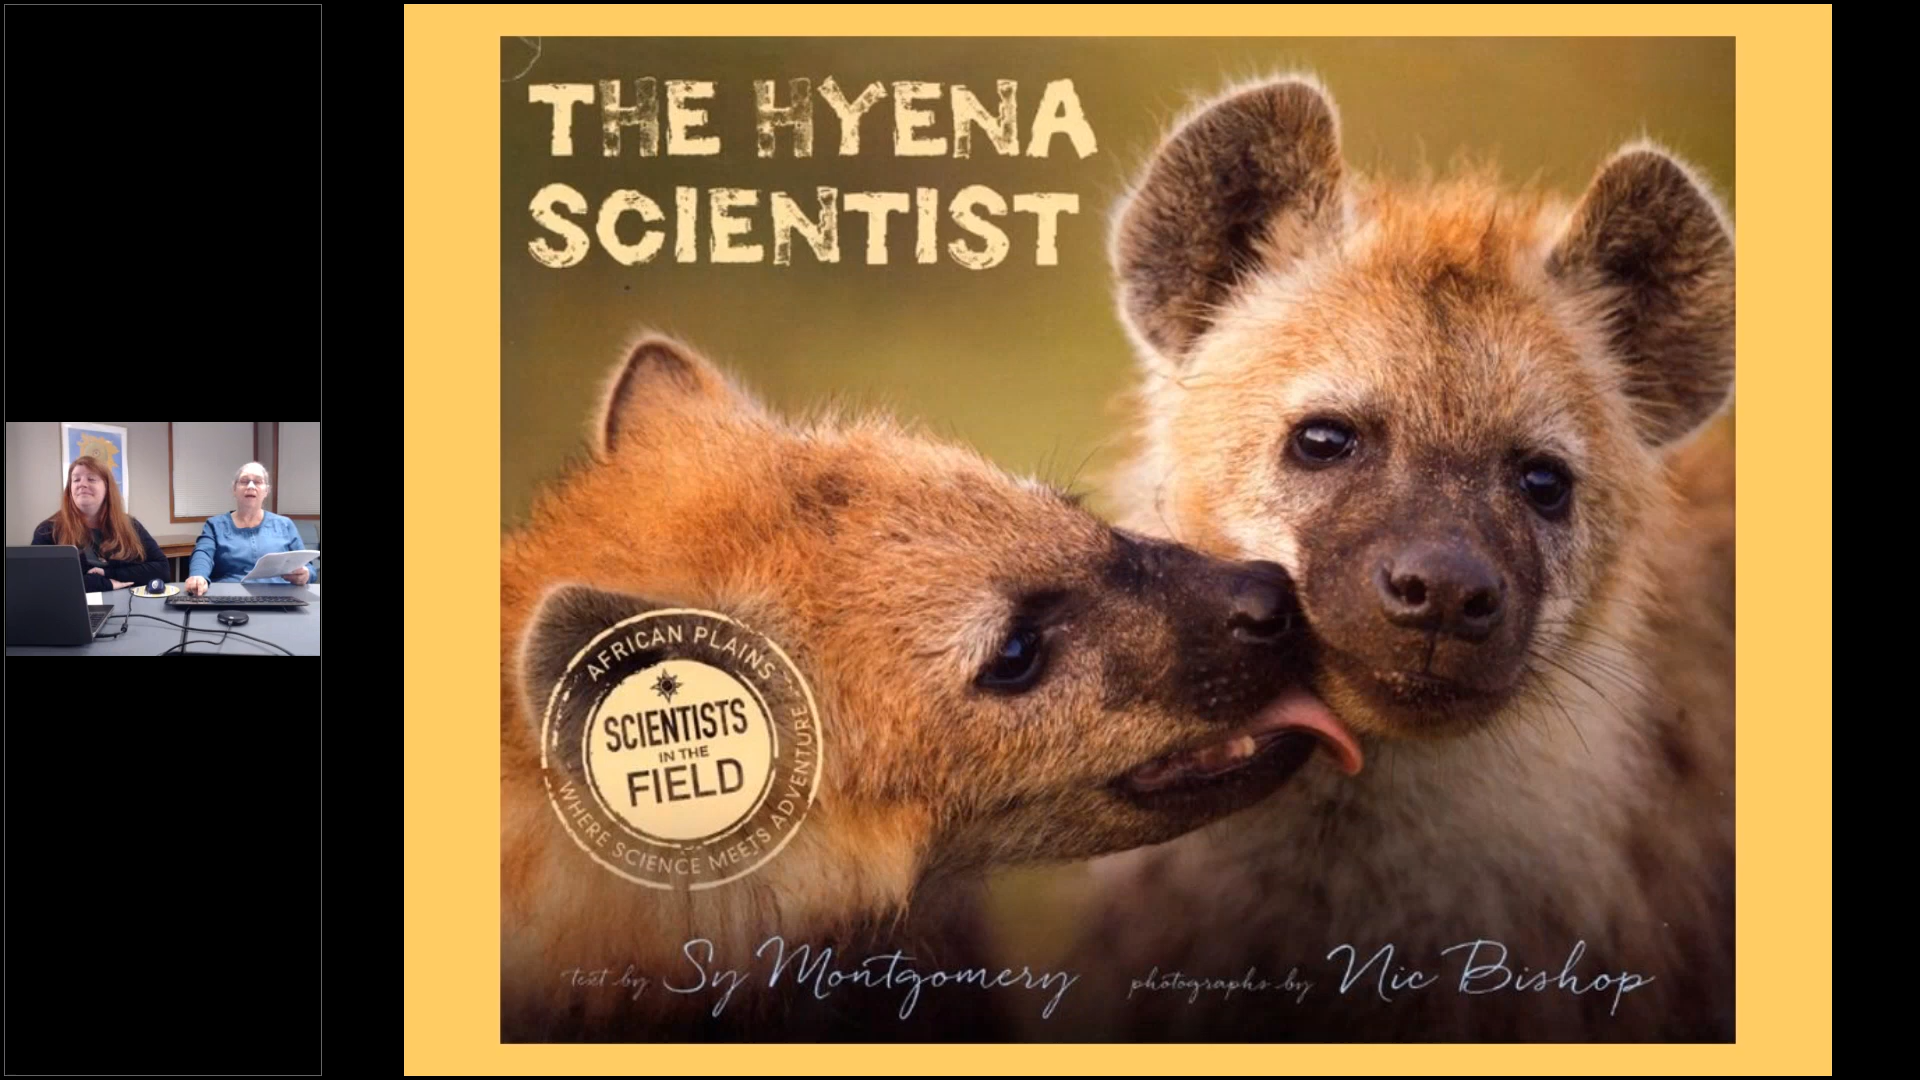 THE HYENA
SCIENTIST
AFRICAN PLAINS
SCIENTISTS
IN THE
FIELD
WHERE SCIENCE MEETS ADVENTURE
text by Sy Montgomery photographs by Nic Bishop